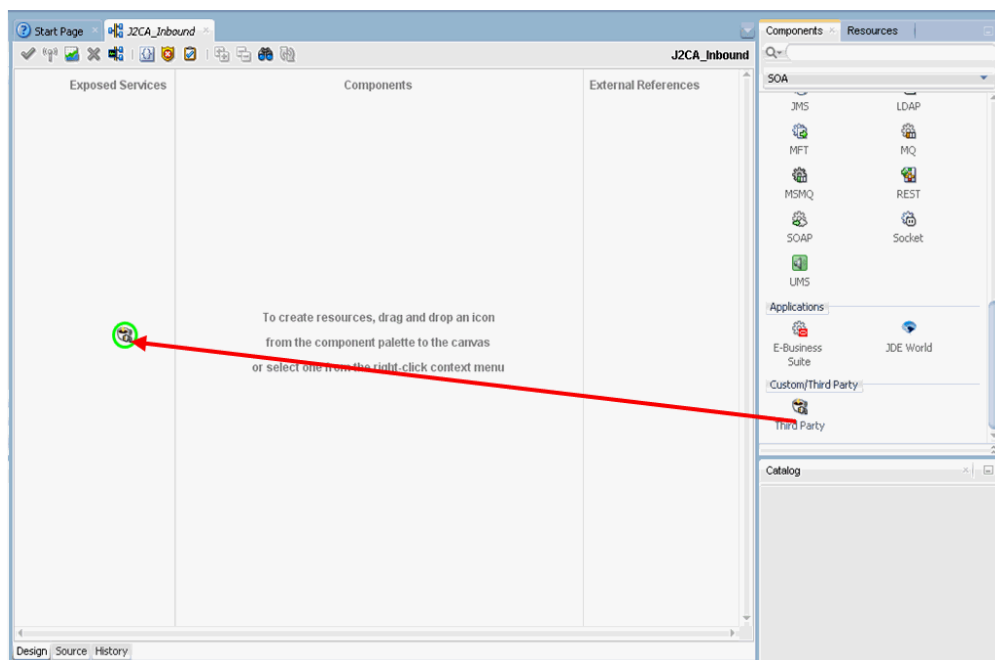 Start Page
J2CA_Inbound
Components
Resources
J2CA_Inbound
SOA
Exposed Services
Components
External References
JMS
LDAP
MFT
MQ
MSMQ
REST
SOAP
Socket
UMS
Applications
To create resources, drag and drop an icon
from the component palette to the canvas
or select one from the right-click context menu
E-Business
Suite
JDE World
Custom/Third Party
Third Party
Catalog
Design
Source
History